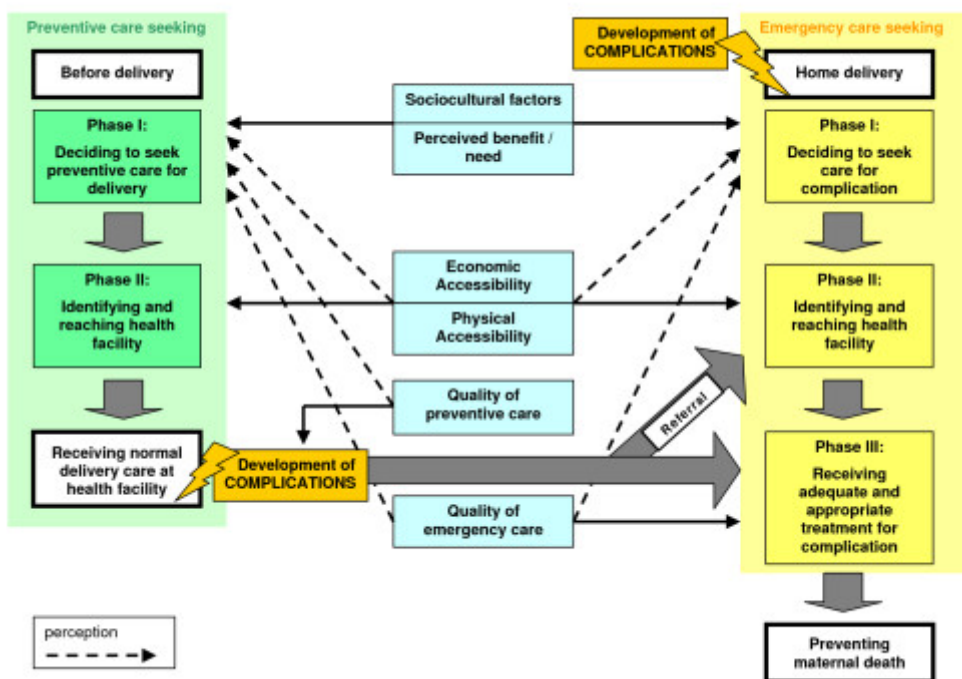 Preventive care seeking
Before delivery
Phase I:
Deciding to seek
preventive care for
delivery
Phase II:
Identifying and
reaching health
facility
Receiving normal
delivery care at
health facility
Development of
COMPLICATIONS
Sociocultural factors
Perceived benefit /
need
Economic
Accessibility
Physical
Accessibility
Quality of
preventive care
Quality of
emergency care
Referral
Development of
COMPLICATIONS
Emergency care seeking
Home delivery
Phase I:
Deciding to seek
care for
complication
Phase II:
Identifying and
reaching health
facility
Phase III:
Receiving
adequate and
appropriate
treatment for
complication
Preventing
maternal death
perception